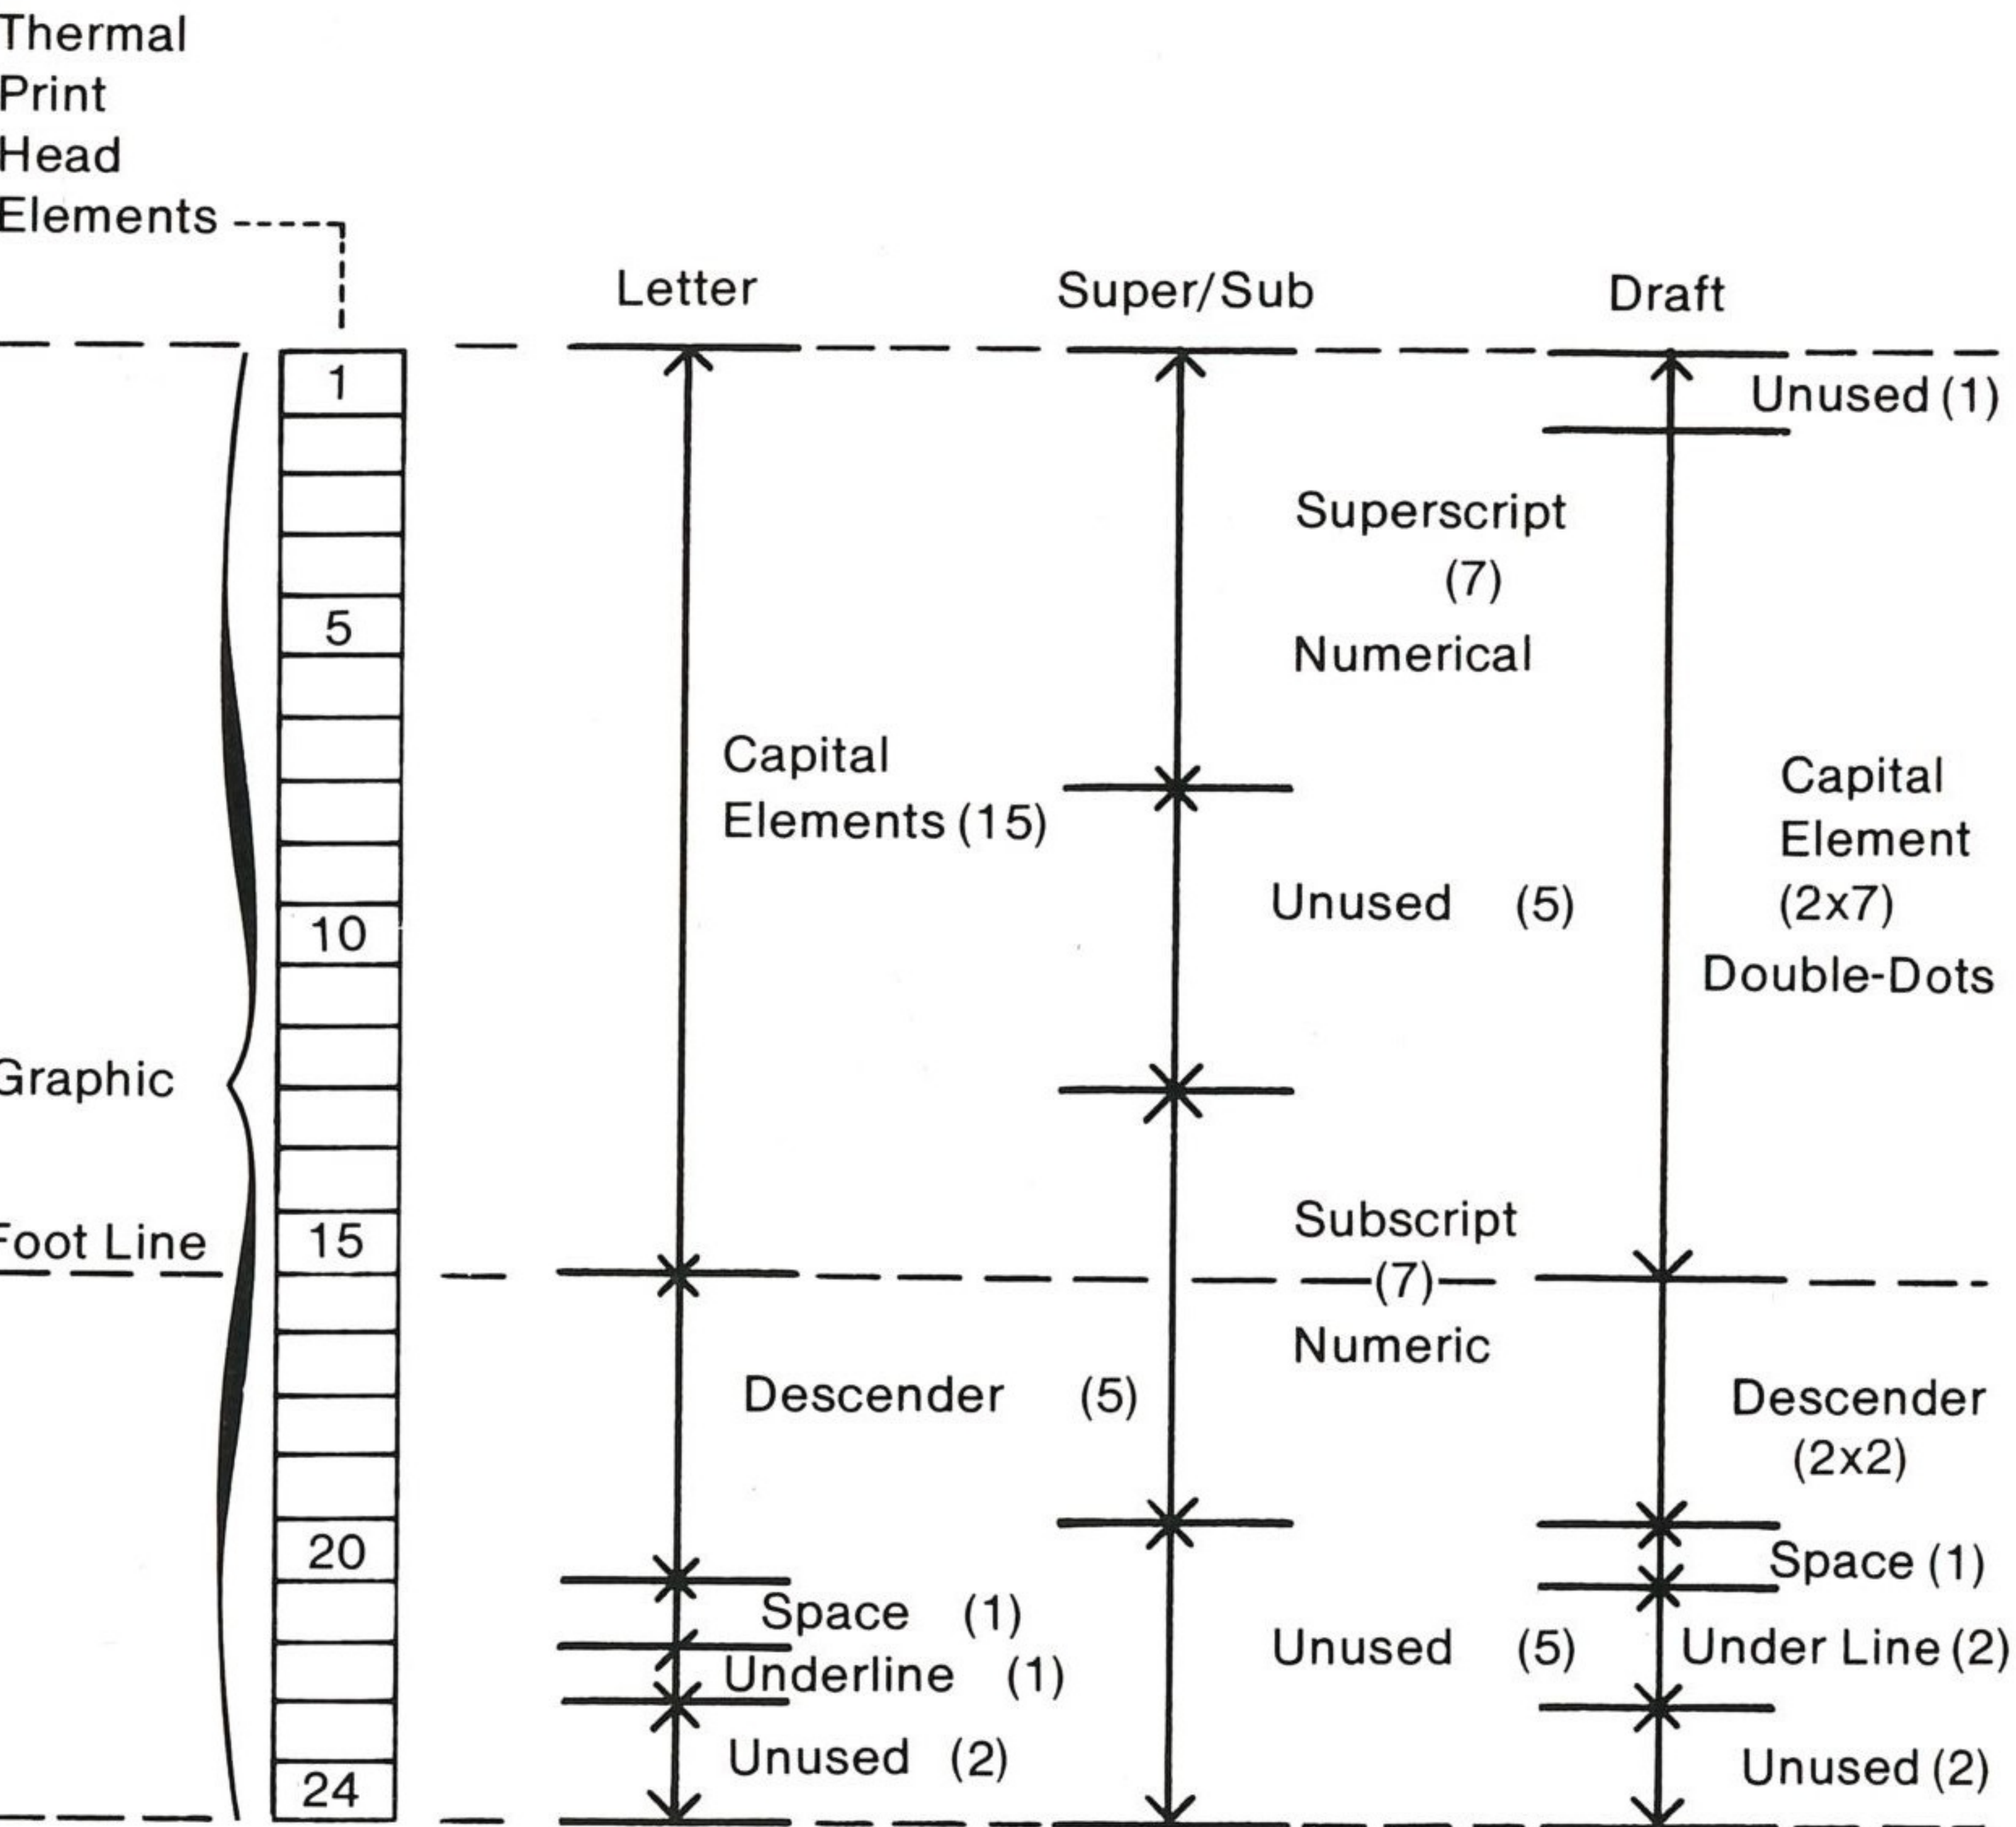 Thermal
Print
Head
Elements
Letter
Super/Sub
Draft
1
5
10
15
20
24
Graphic
Foot Line
Capital
Elements (15)
Descender (5)
Space (1)
Underline (1)
Unused (2)
Superscript
(7)
Numerical
Unused (5)
Subscript
(7)
Numeric
Unused (5)
Unused (1)
Capital
Element
(2x7)
Double-Dots
Descender
(2x2)
Space (1)
Under Line (2)
Unused (2)